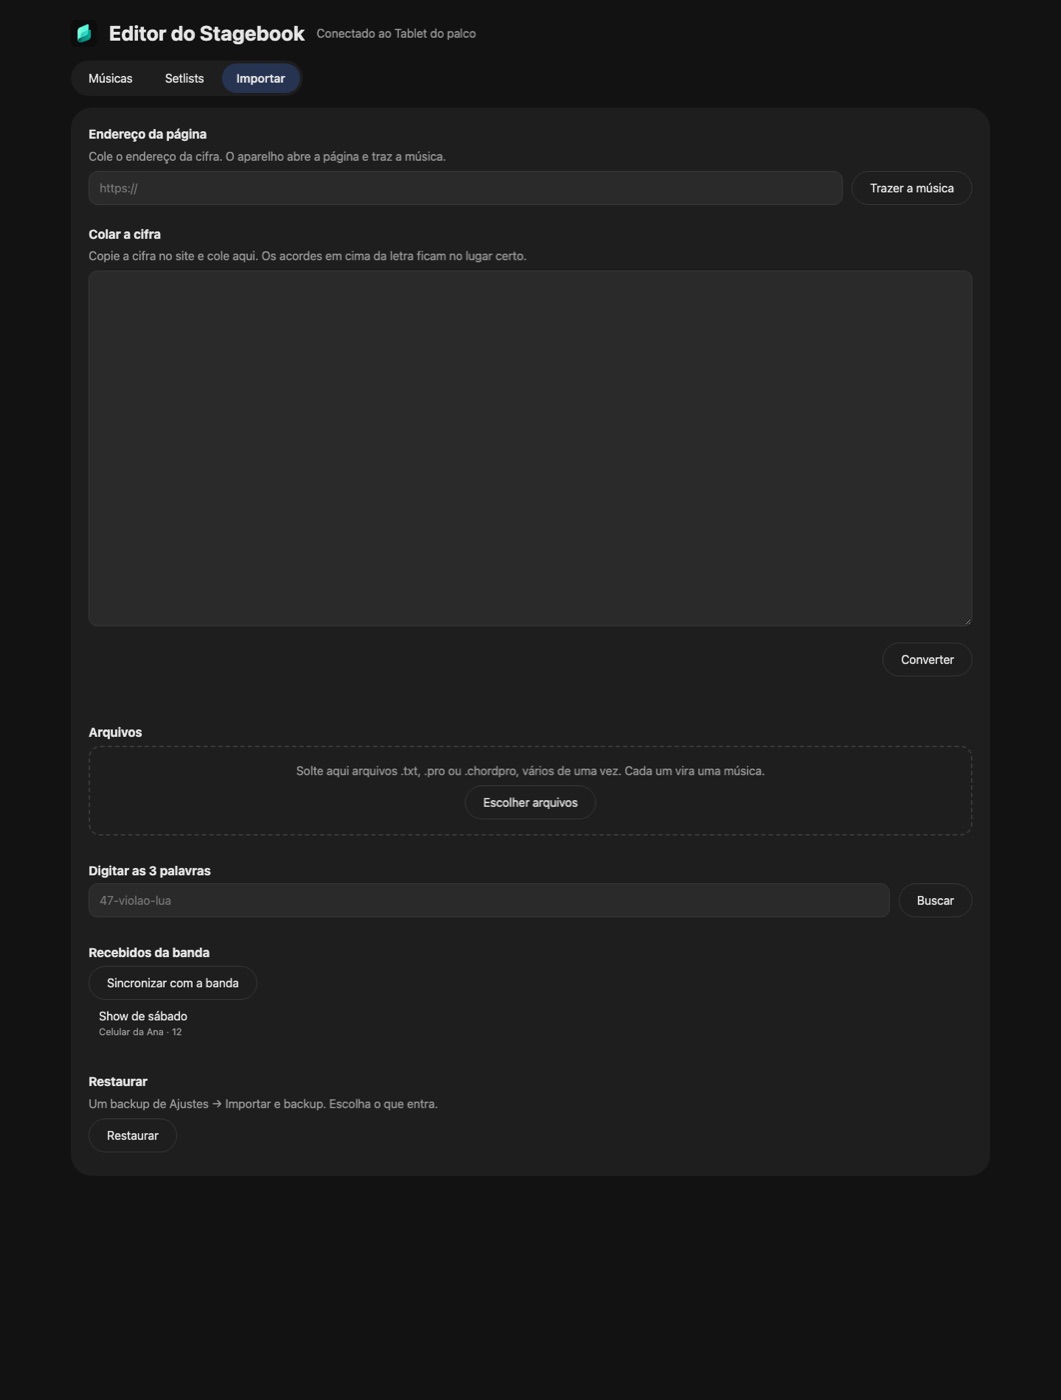 Editor do Stagebook
Conectado ao Tablet do palco
Músicas
Setlists
Importar
Endereço da página
Cole o endereço da cifra. O aparelho abre a página e traz a música.
https://
Trazer a música
Colar a cifra
Copie a cifra no site e cole aqui. Os acordes em cima da letra ficam no lugar certo.
Converter
Arquivos
Solte aqui arquivos .txt, .pro ou .chordpro, vários de uma vez. Cada um vira uma música.
Escolher arquivos
Digitar as 3 palavras
47-violao-lua
Buscar
Recebidos da banda
Sincronizar com a banda
Show de sábado
Celular da Ana · 12
Restaurar
Um backup de Ajustes → Importar e backup. Escolha o que entra.
Restaurar